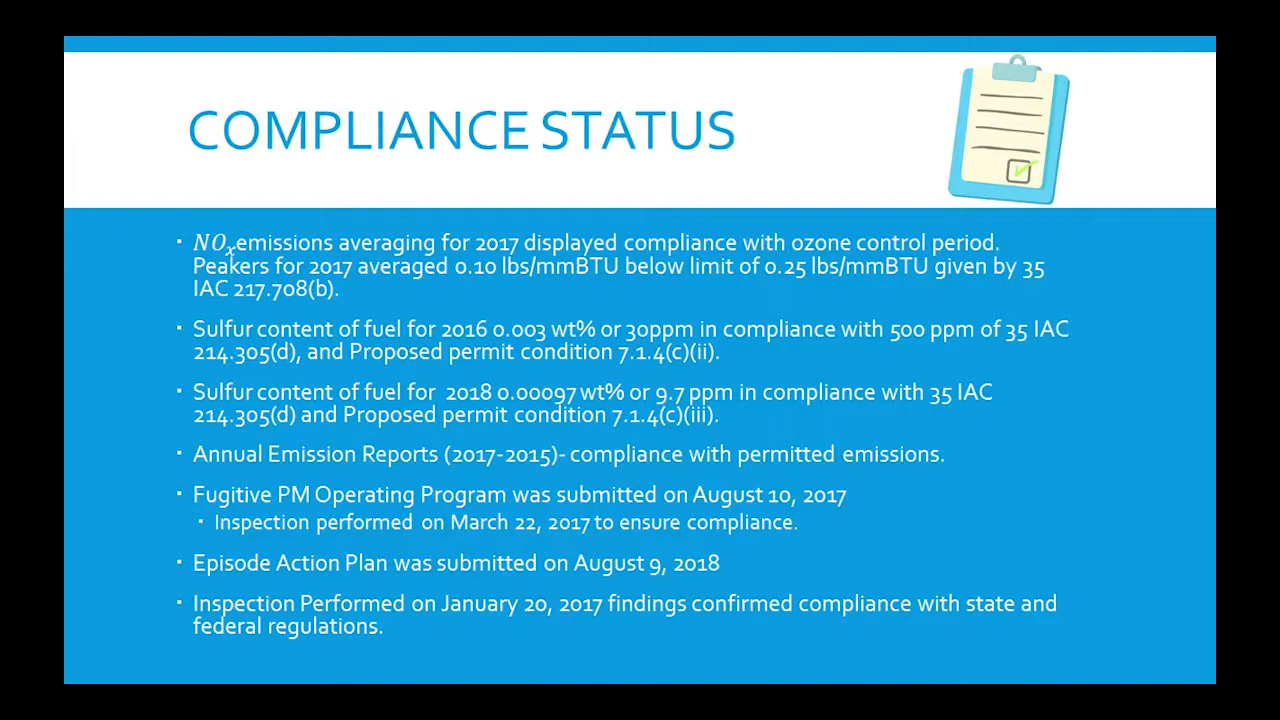 COMPLIANCE STATUS
▪ NOₓemissions averaging for 2017 displayed compliance with ozone control period.
Peakers for 2017 averaged 0.10 lbs/mmBTU below limit of 0.25 lbs/mmBTU given by 35
IAC 217.708(b).
▪ Sulfur content of fuel for 2016 0.003 wt% or 30ppm in compliance with 500 ppm of 35 IAC
214.305(d), and Proposed permit condition 7.1.4(c)(ii).
▪ Sulfur content of fuel for 2018 0.00097 wt% or 9.7 ppm in compliance with 35 IAC
214.305(d) and Proposed permit condition 7.1.4(c)(iii).
▪ Annual Emission Reports (2017-2015)- compliance with permitted emissions.
▪ Fugitive PM Operating Program was submitted on August 10, 2017
▪ Inspection performed on March 22, 2017 to ensure compliance.
▪ Episode Action Plan was submitted on August 9, 2018
▪ Inspection Performed on January 20, 2017 findings confirmed compliance with state and
federal regulations.